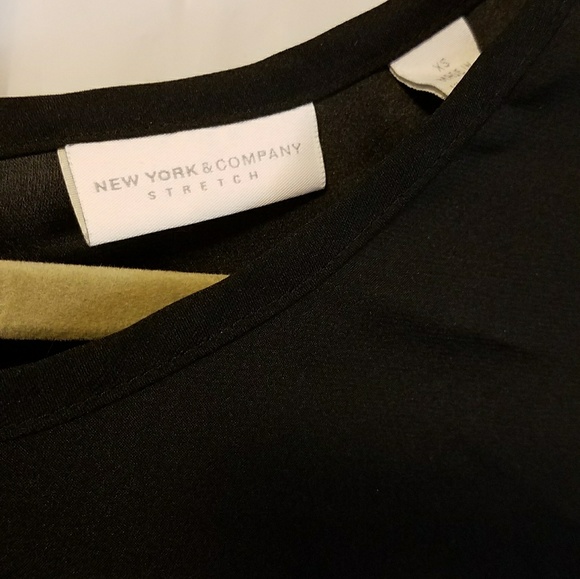 NEW YORK & COMPANY
STRETCH
XS